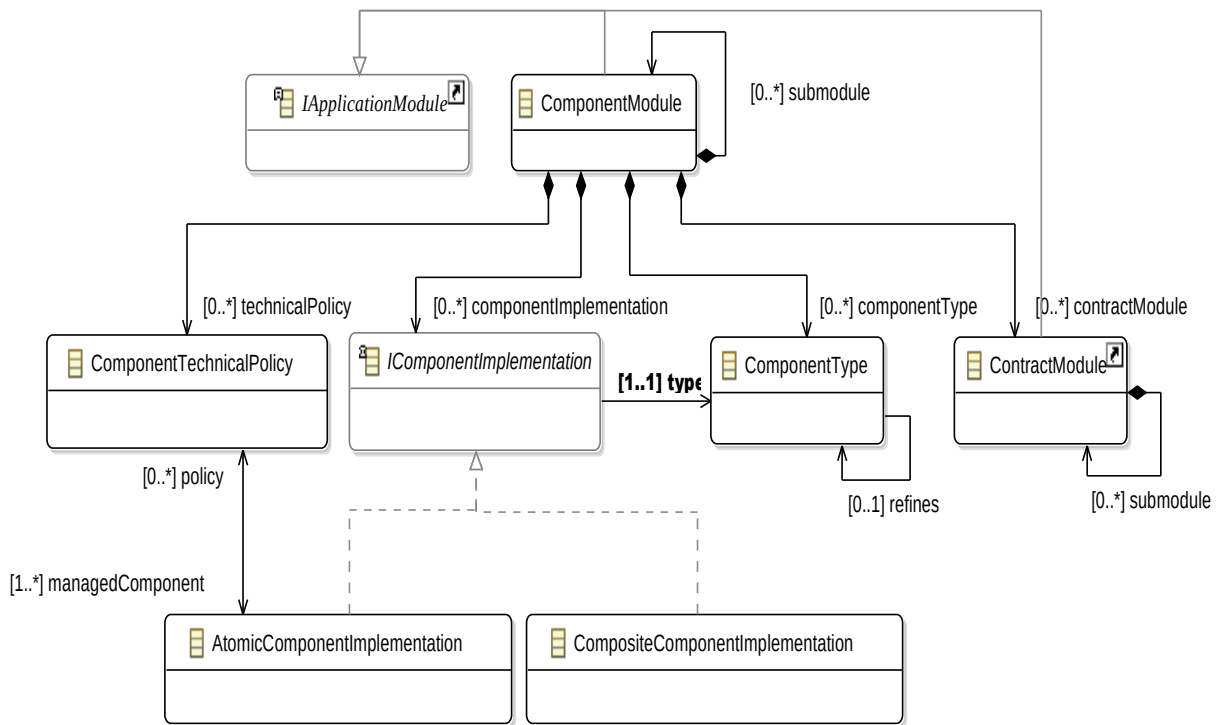 IApplicationModule
ComponentModule
[0..*] submodule
[0..*] technicalPolicy
[0..*] componentImplementation
[0..*] componentType
[0..*] contractModule
ComponentTechnicalPolicy
IComponentImplementation
ComponentType
ContractModule
[1..1] type
[0..*] policy
[0..1] refines
[0..*] submodule
[1..*] managedComponent
AtomicComponentImplementation
CompositeComponentImplementation